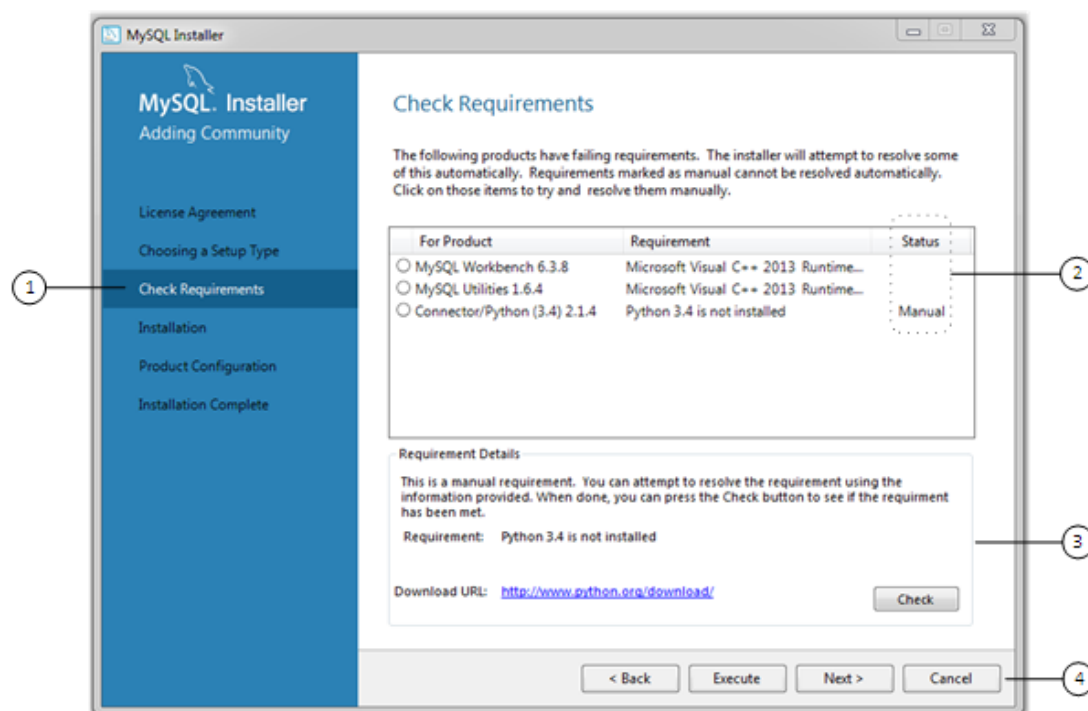 MySQL Installer
MySQL. Installer
Adding Community
License Agreement
Choosing a Setup Type
Check Requirements
Installation
Product Configuration
Installation Complete
1
Check Requirements
The following products have failing requirements. The installer will attempt to resolve some
of this automatically. Requirements marked as manual cannot be resolved automatically.
Click on those items to try and resolve them manually.
For Product Requirement Status
MySQL Workbench 6.3.8 Microsoft Visual C++ 2013 Runtime...
MySQL Utilities 1.6.4 Microsoft Visual C++ 2013 Runtime...
Connector/Python (3.4) 2.1.4 Python 3.4 is not installed Manual
2
Requirement Details
This is a manual requirement. You can attempt to resolve the requirement using the
information provided. When done, you can press the Check button to see if the requirment
has been met.
Requirement: Python 3.4 is not installed
3
Download URL: http://www.python.org/download/
Check
< Back Execute Next > Cancel
4